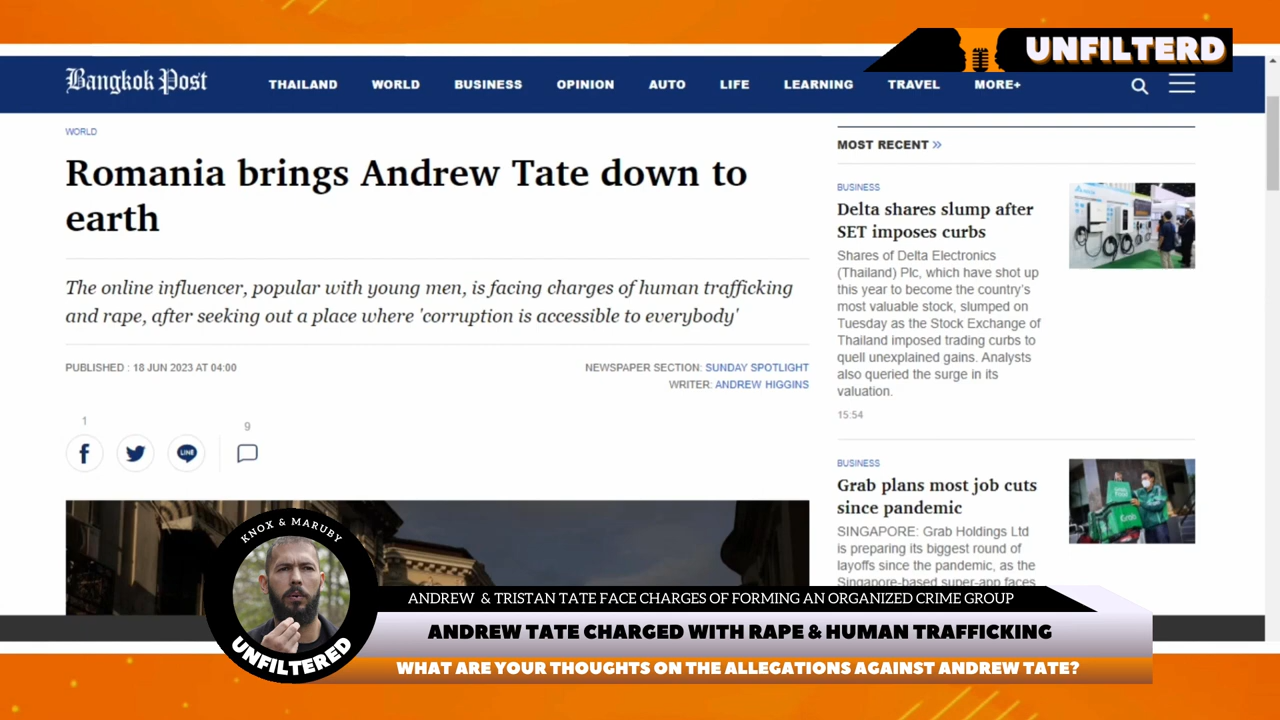 UNFILTERD
Bangkok Post
THAILAND WORLD BUSINESS OPINION AUTO LIFE LEARNING TRAVEL MORE+
WORLD
Romania brings Andrew Tate down to
earth
The online influencer, popular with young men, is facing charges of human trafficking
and rape, after seeking out a place where 'corruption is accessible to everybody'
PUBLISHED : 18 JUN 2023 AT 04:00
NEWSPAPER SECTION: SUNDAY SPOTLIGHT
WRITER: ANDREW HIGGINS
1
9
LINE
MOST RECENT »
BUSINESS
Delta shares slump after
SET imposes curbs
Shares of Delta Electronics
(Thailand) Plc, which have shot up
this year to become the country's
most valuable stock, slumped on
Tuesday as the Stock Exchange of
Thailand imposed trading curbs to
quell unexplained gains. Analysts
also queried the surge in its
valuation.
15:54
BUSINESS
Grab plans most job cuts
since pandemic
SINGAPORE: Grab Holdings Ltd
is preparing its biggest round of
layoffs since the pandemic, as the
Singapore-based super-app faces
Grab
KNOX & MARUBY
UNFILTERED
ANDREW & TRISTAN TATE FACE CHARGES OF FORMING AN ORGANIZED CRIME GROUP
ANDREW TATE CHARGED WITH RAPE & HUMAN TRAFFICKING
WHAT ARE YOUR THOUGHTS ON THE ALLEGATIONS AGAINST ANDREW TATE?